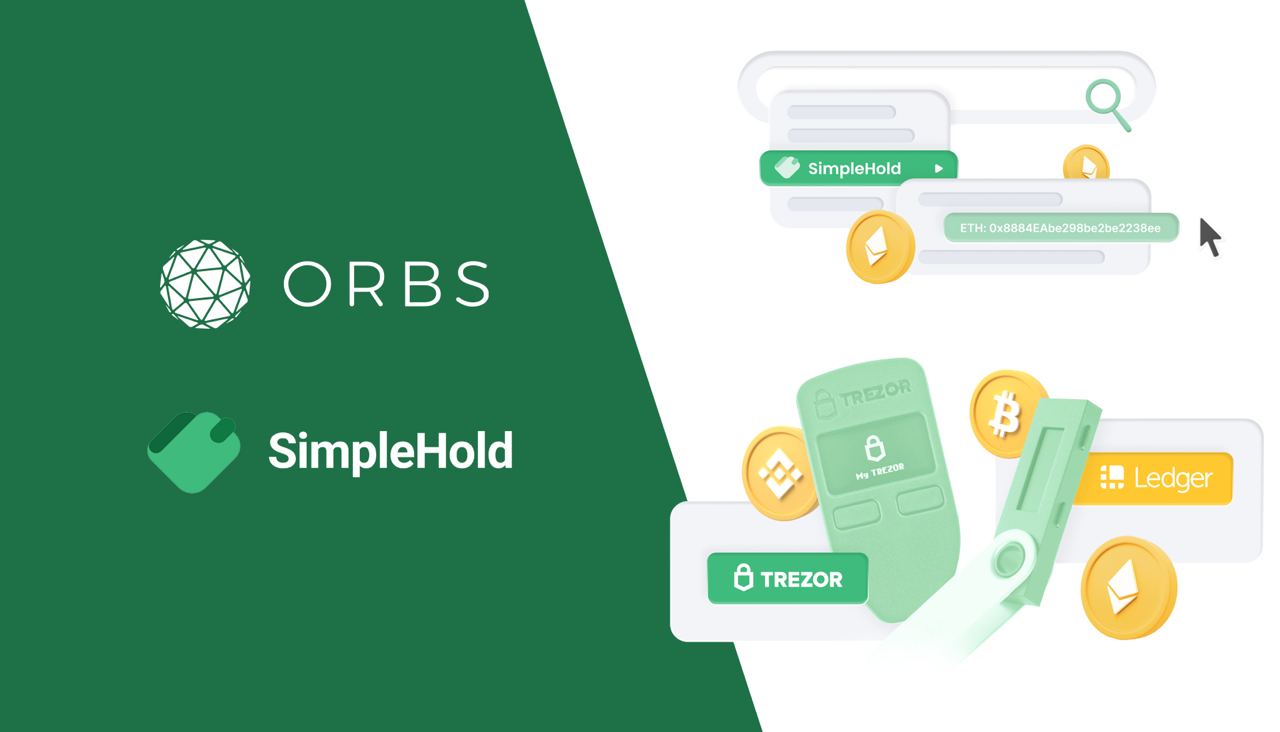 ORBS
SimpleHold
SimpleHold
ETH: 0x8884EAbe298be2be2238ee
TREZOR
My TREZOR
Ledger
TREZOR